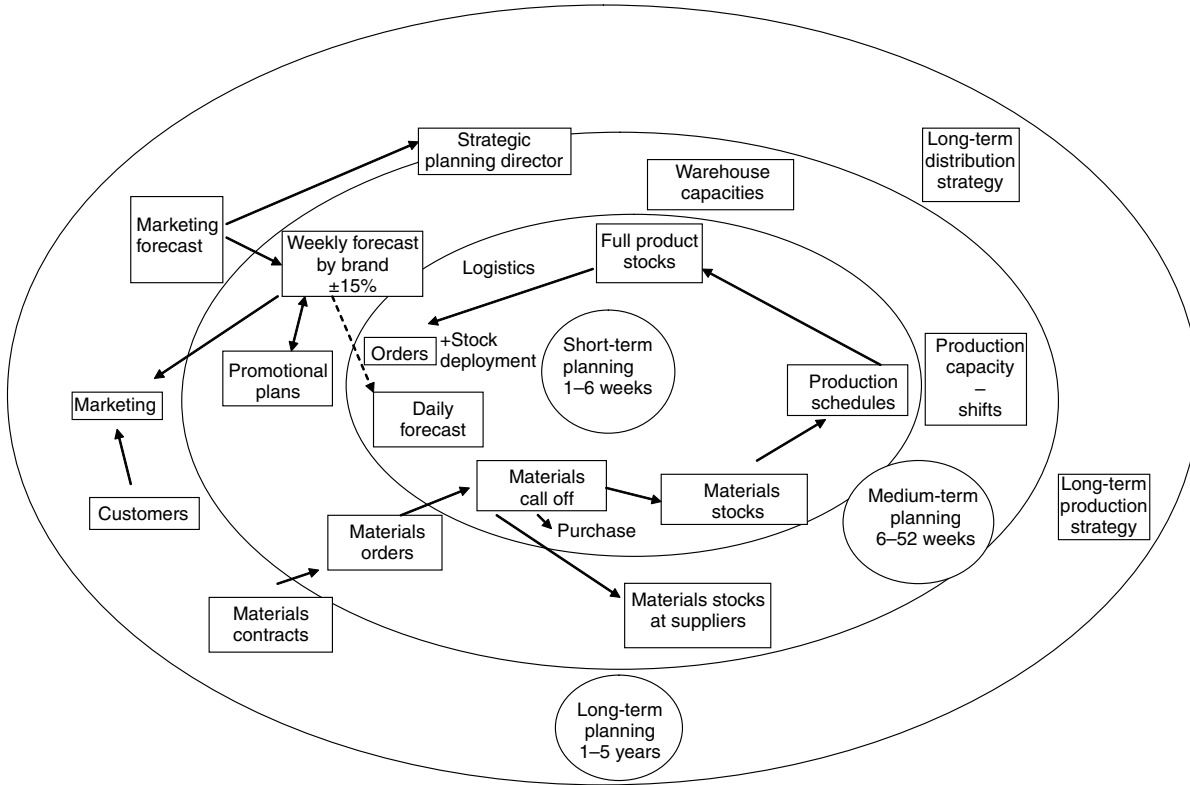 Strategic
planning director
Long-term
distribution
strategy
Warehouse
capacities
Marketing
forecast
Weekly forecast
by brand
±15%
Full product
stocks
Logistics
Orders
+Stock
deployment
Short-term
planning
1–6 weeks
Production
capacity
–
shifts
Promotional
plans
Production
schedules
Marketing
Daily
forecast
Materials
call off
Materials
stocks
Medium-term
planning
6–52 weeks
Long-term
production
strategy
Customers
Purchase
Materials
orders
Materials
contracts
Materials stocks
at suppliers
Long-term
planning
1–5 years